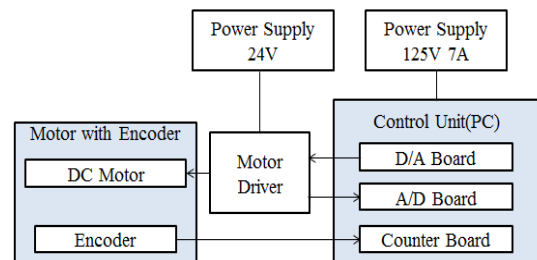 Power Supply
24V
Power Supply
125V 7A
Motor with Encoder
DC Motor
Encoder
Motor
Driver
Control Unit(PC)
D/A Board
A/D Board
Counter Board